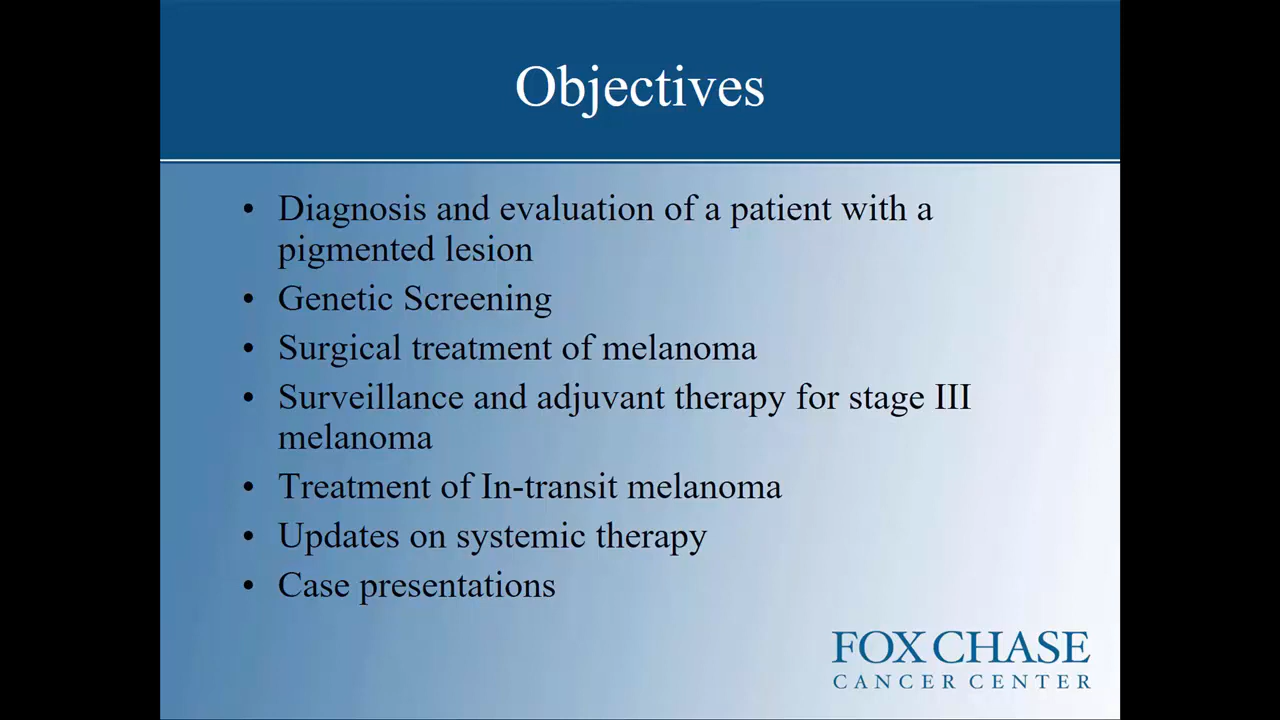 Objectives
• Diagnosis and evaluation of a patient with a
pigmented lesion
• Genetic Screening
• Surgical treatment of melanoma
• Surveillance and adjuvant therapy for stage III
melanoma
• Treatment of In-transit melanoma
• Updates on systemic therapy
• Case presentations
FOX CHASE
CANCER CENTER